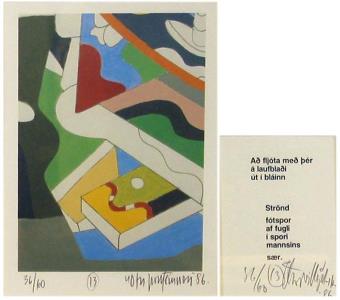 36/60 (13) 86.
Að fljóta með þér
á laufblaði
út í bláinn
Strönd
fótspor
af fugli
í spori
mannsins
sær.
36/60 (13)
86